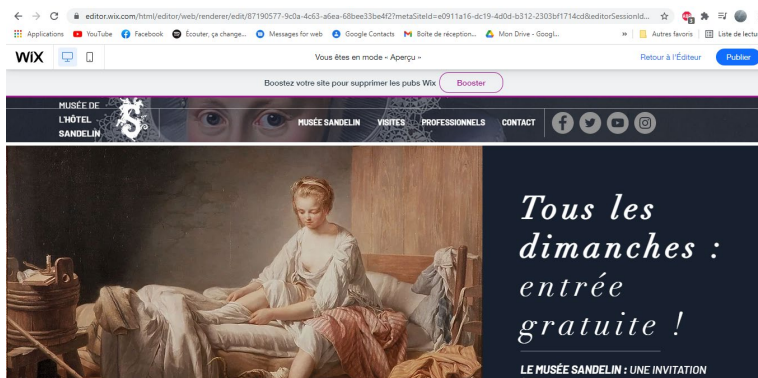 editor.wix.com/html/editor/web/renderer/edit/87190577-9c0a-4c63-a6ea-68bee33be4f2?metaSiteId=e0911a16-dc19-4d0d-b312-2303bf1714cd&editorSessionId...
Applications YouTube Facebook Écouter, ça change... Messages for web Google Contacts Boîte de réception... Mon Drive - Googl... » Autres favoris Liste de lectu
WiX Vous êtes en mode « Aperçu » Retour à l'Éditeur Publier
Boostez votre site pour supprimer les pubs Wix Booster
MUSÉE DE
L'HÔTEL
SANDELIN
MUSÉE SANDELIN VISITES PROFESSIONNELS CONTACT
Tous les
dimanches :
entrée
gratuite !
LE MUSÉE SANDELIN : UNE INVITATION